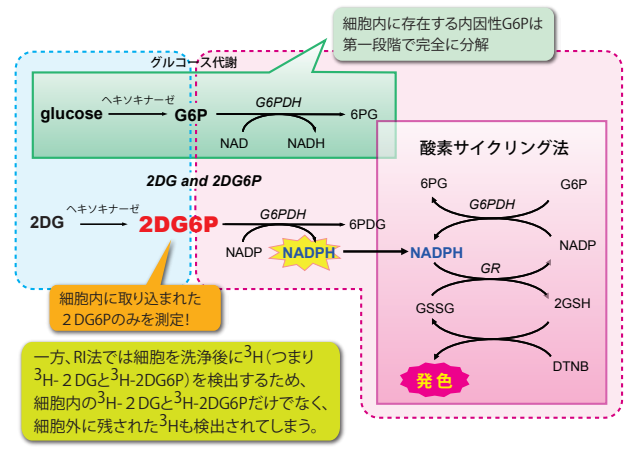 細胞内に存在する内因性G6Pは
第一段階で完全に分解
グルコース代謝
glucose
ヘキソキナーゼ
G6P
G6PDH
6PG
NAD
NADH
2DG and 2DG6P
2DG
ヘキソキナーゼ
2DG6P
G6PDH
6PDG
NADP
NADPH
酸素サイクリング法
6PG
G6PDH
G6P
NADPH
NADP
GR
GSSG
2GSH
DTNB
発色
細胞内に取り込まれた
２DG6Pのみを測定！
一方、RI法では細胞を洗浄後に³H（つまり
³H-２DGと³H-2DG6P）を検出するため、
細胞内の³H-２DGと³H-2DG6Pだけでなく、
細胞外に残された³Hも検出されてしまう。